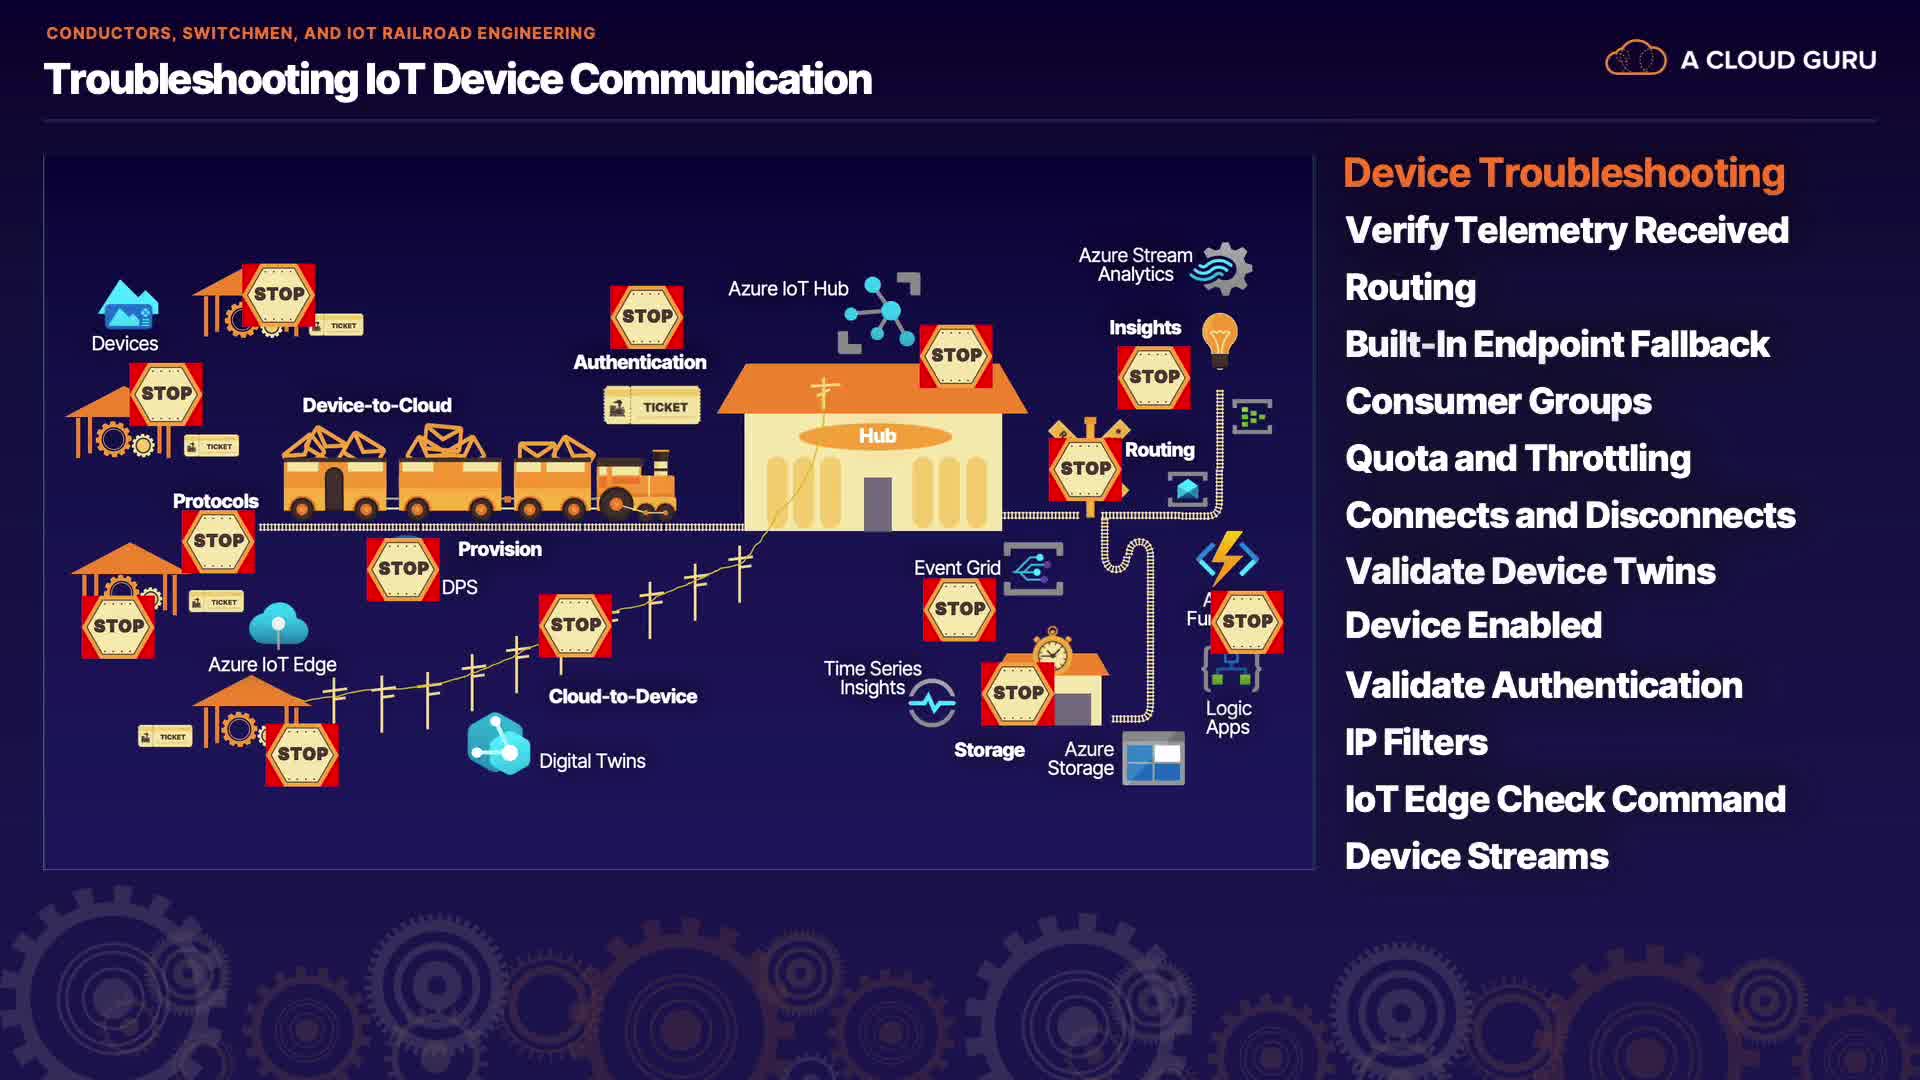 CONDUCTORS, SWITCHMEN, AND IOT RAILROAD ENGINEERING
Troubleshooting IoT Device Communication
A CLOUD GURU
Devices
STOP
TICKET
STOP
TICKET
Device-to-Cloud
STOP
Authentication
TICKET
Azure IoT Hub
STOP
Hub
Azure Stream
Analytics
Insights
STOP
STOP
Routing
Protocols
STOP
STOP
Provision
DPS
STOP
TICKET
Azure IoT Edge
STOP
Cloud-to-Device
TICKET
STOP
Digital Twins
Event Grid
STOP
Time Series
Insights
STOP
Storage
Azure
Storage
STOP
Logic
Apps
Device Troubleshooting
Verify Telemetry Received
Routing
Built-In Endpoint Fallback
Consumer Groups
Quota and Throttling
Connects and Disconnects
Validate Device Twins
Device Enabled
Validate Authentication
IP Filters
IoT Edge Check Command
Device Streams